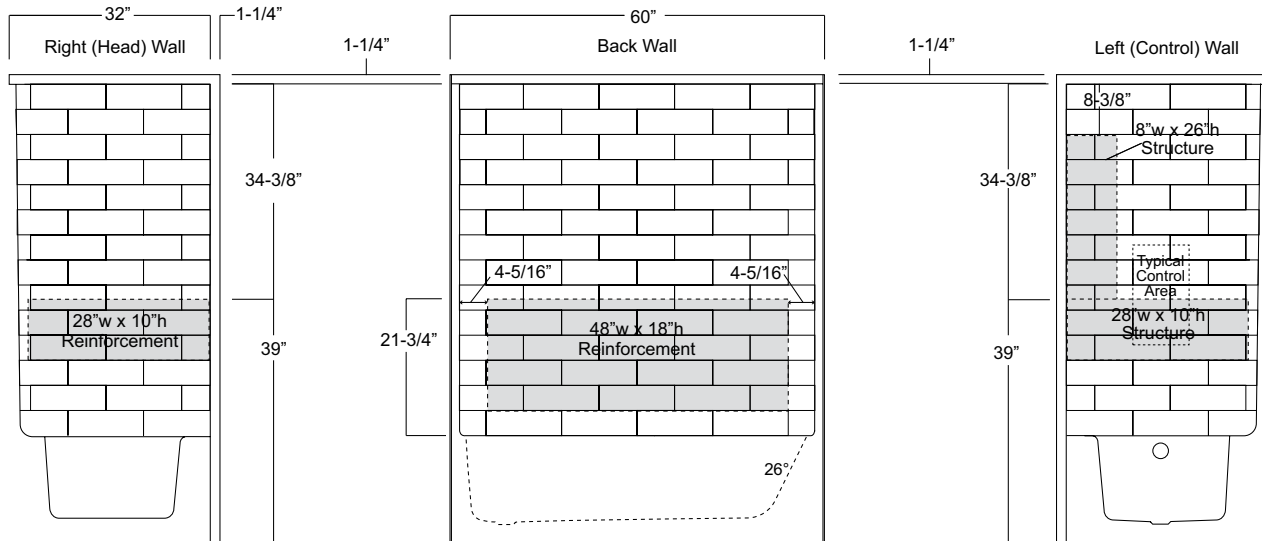 32”
1-1/4”
60”
Right (Head) Wall
1-1/4”
Back Wall
1-1/4”
Left (Control) Wall
8-3/8”
8”w x 26”h
Structure
34-3/8”
34-3/8”
4-5/16”
4-5/16”
Typical
Control
Area
28”w x 10”h
Reinforcement
39”
21-3/4”
48”w x 18”h
Reinforcement
39”
28”w x 10”h
Structure
26°